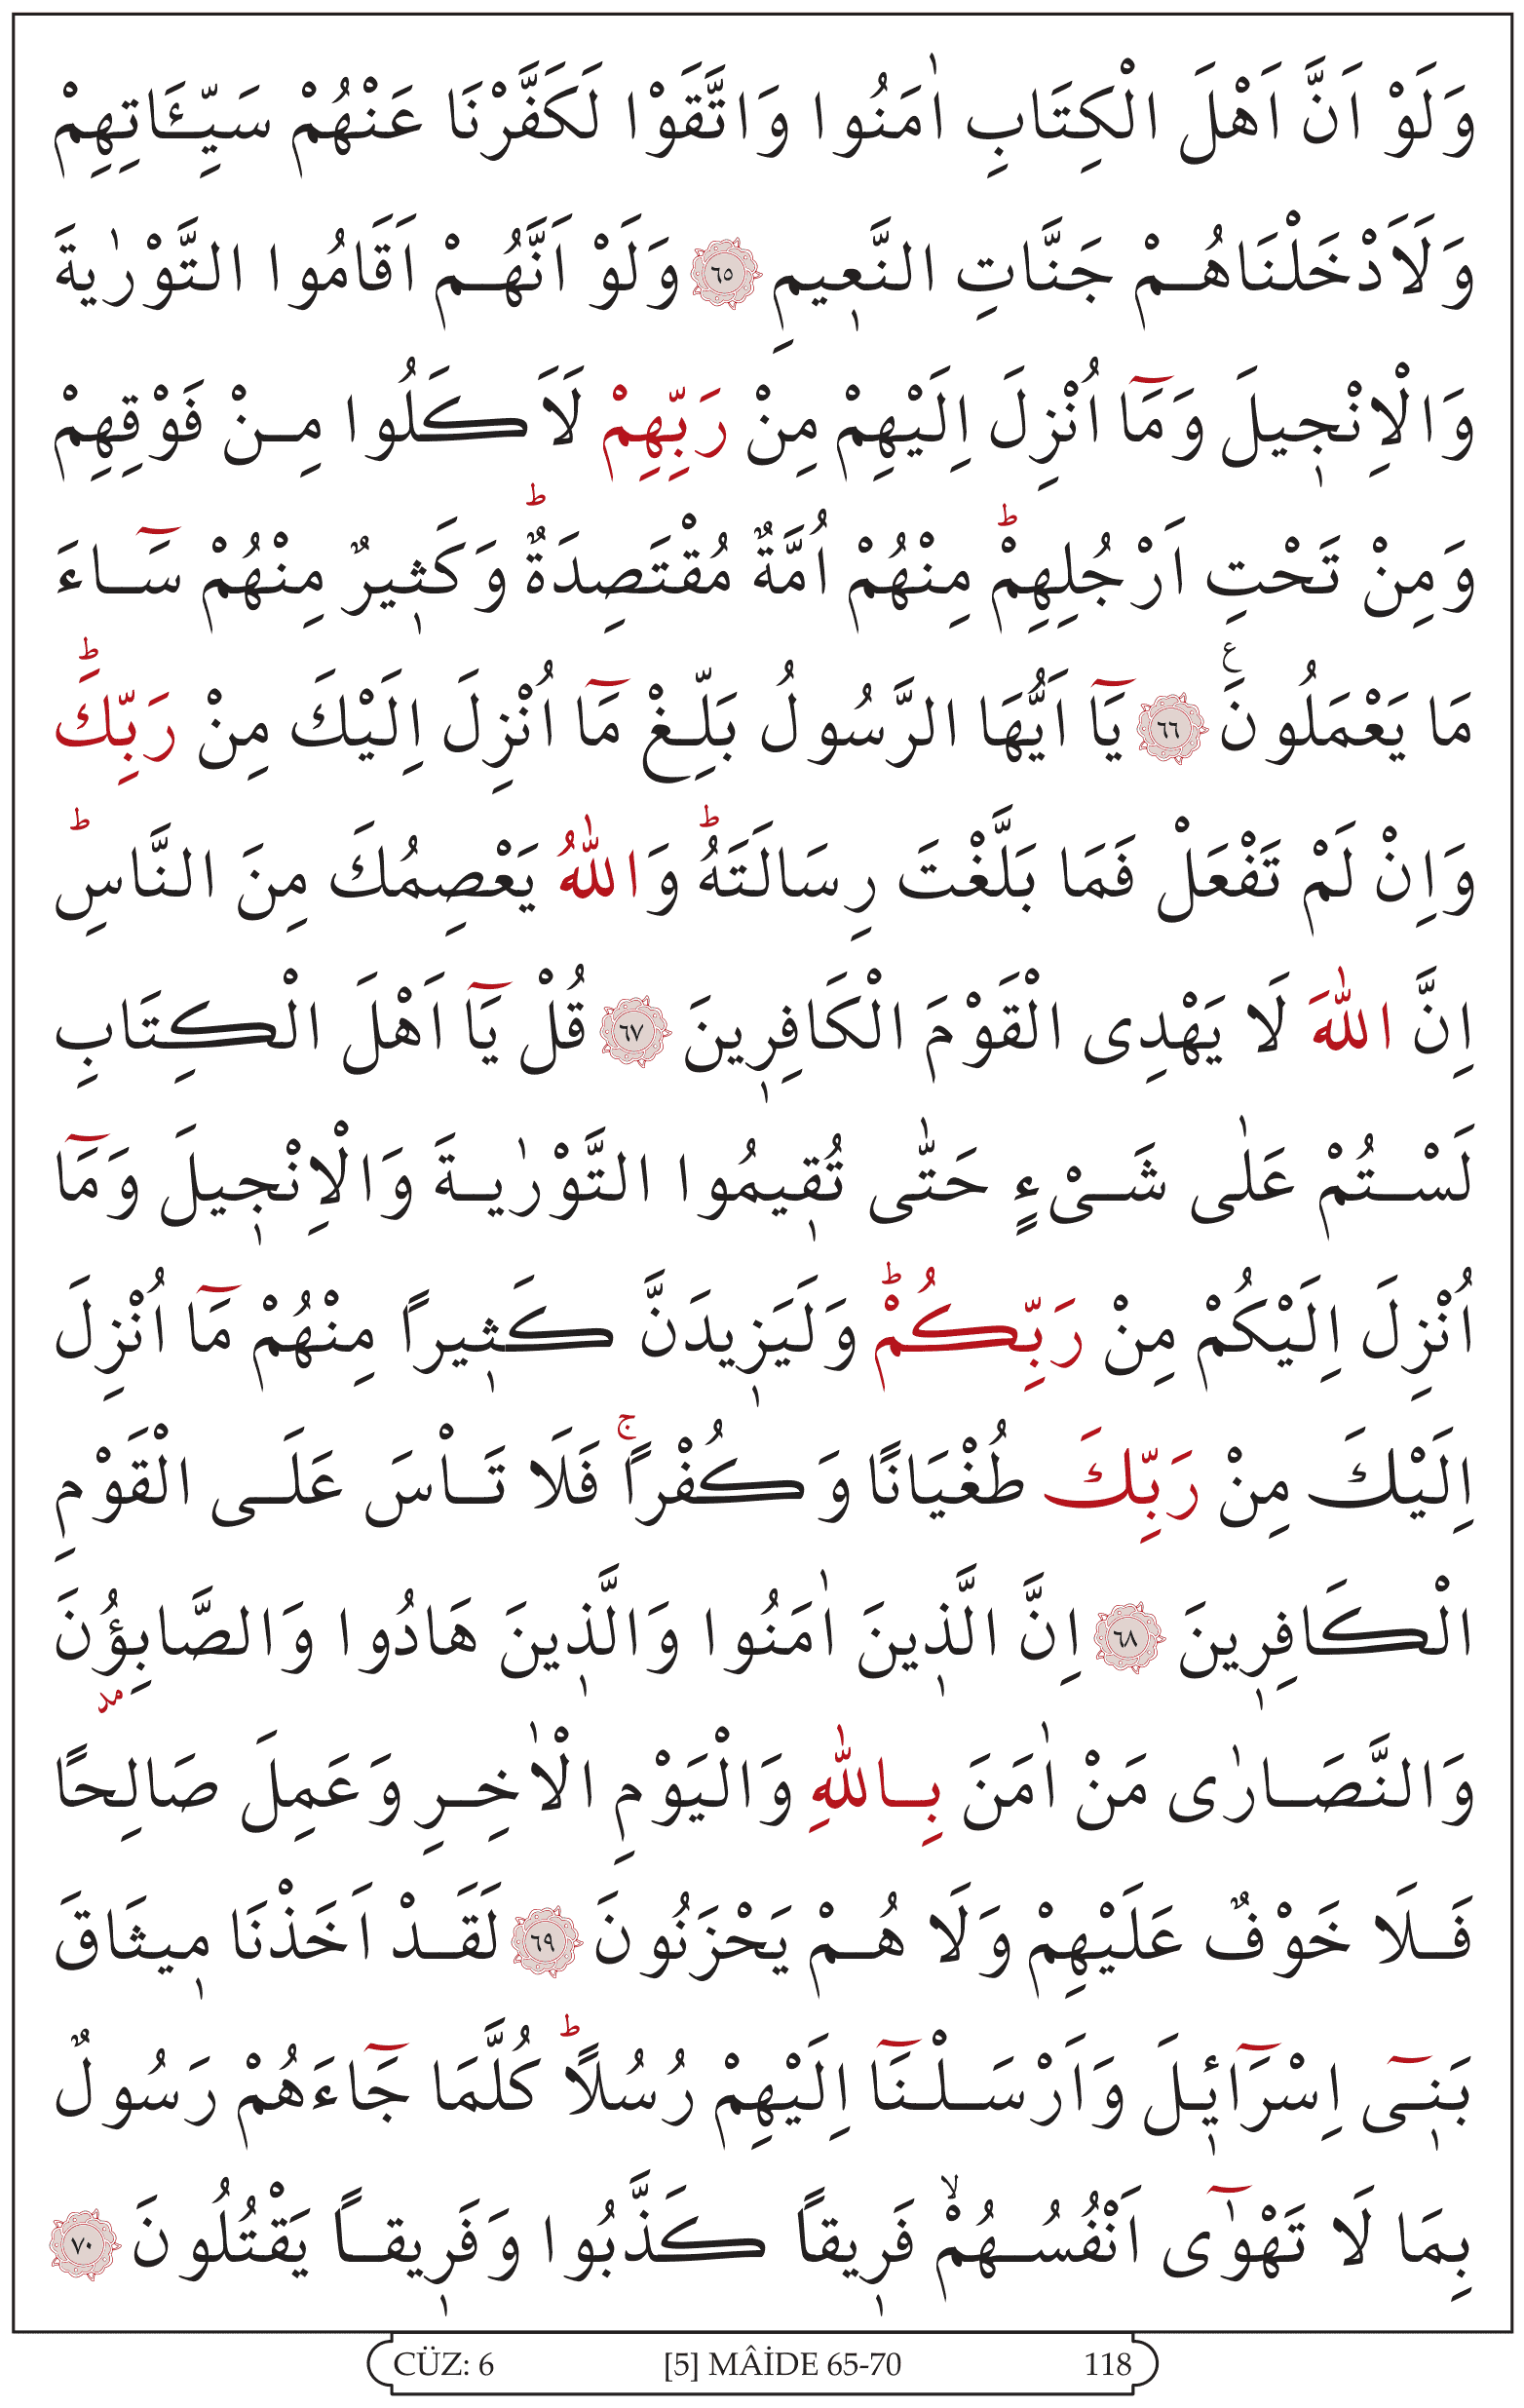 وَلَوْ اَنَّ اَهْلَ الْكِتَابِ اٰمَنُوا وَاتَّقَوْا لَكَفَّرْنَا عَنْهُمْ سَيِّـَٔاتِهِمْ
وَلَاَدْخَلْنَاهُمْ جَنَّاتِ النَّعٖيمِ ﴿٦٥﴾ وَلَوْ اَنَّهُمْ اَقَامُوا التَّوْرٰيةَ
وَالْاِنْجٖيلَ وَمَٓا اُنْزِلَ اِلَيْهِمْ مِنْ رَبِّهِمْ لَاَكَلُوا مِنْ فَوْقِهِمْ
وَمِنْ تَحْتِ اَرْجُلِهِمْؕ مِنْهُمْ اُمَّةٌ مُقْتَصِدَةٌؕ وَكَثٖيرٌ مِنْهُمْ سَٓاءَ
مَا يَعْمَلُونَࣖ ﴿٦٦﴾ يَٓا اَيُّهَا الرَّسُولُ بَلِّغْ مَٓا اُنْزِلَ اِلَيْكَ مِنْ رَبِّكَؕ
وَاِنْ لَمْ تَفْعَلْ فَمَا بَلَّغْتَ رِسَالَتَهُؕ وَاللّٰهُ يَعْصِمُكَ مِنَ النَّاسِؕ
اِنَّ اللّٰهَ لَا يَهْدِى الْقَوْمَ الْكَافِرٖينَ ﴿٦٧﴾ قُلْ يَٓا اَهْلَ الْكِتَابِ
لَسْتُمْ عَلٰى شَىْءٍ حَتّٰى تُقٖيمُوا التَّوْرٰيةَ وَالْاِنْجٖيلَ وَمَٓا
اُنْزِلَ اِلَيْكُمْ مِنْ رَبِّكُمْؕ وَلَيَزٖيدَنَّ كَثٖيراً مِنْهُمْ مَٓا اُنْزِلَ
اِلَيْكَ مِنْ رَبِّكَ طُغْيَانًا وَكُفْراًۚ فَلَا تَاْسَ عَلَى الْقَوْمِ
الْكَافِرٖينَ ﴿٦٨﴾ اِنَّ الَّذٖينَ اٰمَنُوا وَالَّذٖينَ هَادُوا وَالصَّابِؤُنَ
وَالنَّصَارٰى مَنْ اٰمَنَ بِاللّٰهِ وَالْيَوْمِ الْاٰخِرِ وَعَمِلَ صَالِحًا
فَلَا خَوْفٌ عَلَيْهِمْ وَلَا هُمْ يَحْزَنُونَ ﴿٦٩﴾ لَقَدْ اَخَذْنَا مٖيثَاقَ
بَنٖٓى اِسْرَٓائٖلَ وَاَرْسَلْنَٓا اِلَيْهِمْ رُسُلًاؕ كُلَّمَا جَٓاءَهُمْ رَسُولٌ
بِمَا لَا تَهْوٰٓى اَنْفُسُهُمْۙ فَرٖيقاً كَذَّبُوا وَفَرٖيقاً يَقْتُلُونَ ﴿٧٠﴾
CÜZ: 6 [5] MÂİDE 65-70 118